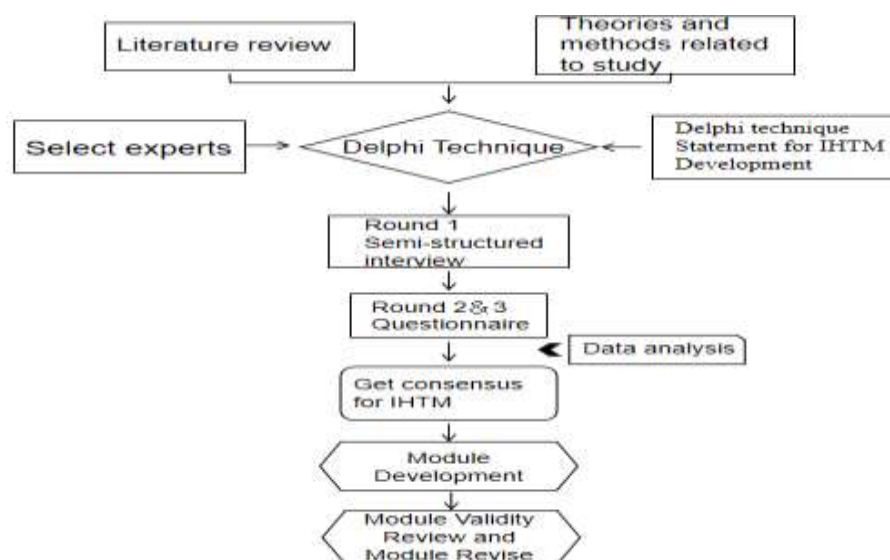 Literature review
Theories and
methods related
to study
Select experts
Delphi Technique
Delphi technique
Statement for IHTM
Development
Round 1
Semi-structured
interview
Round 2& 3
Questionnaire
Data analysis
Get consensus
for IHTM
Module
Development
Module Validity
Review and
Module Revise